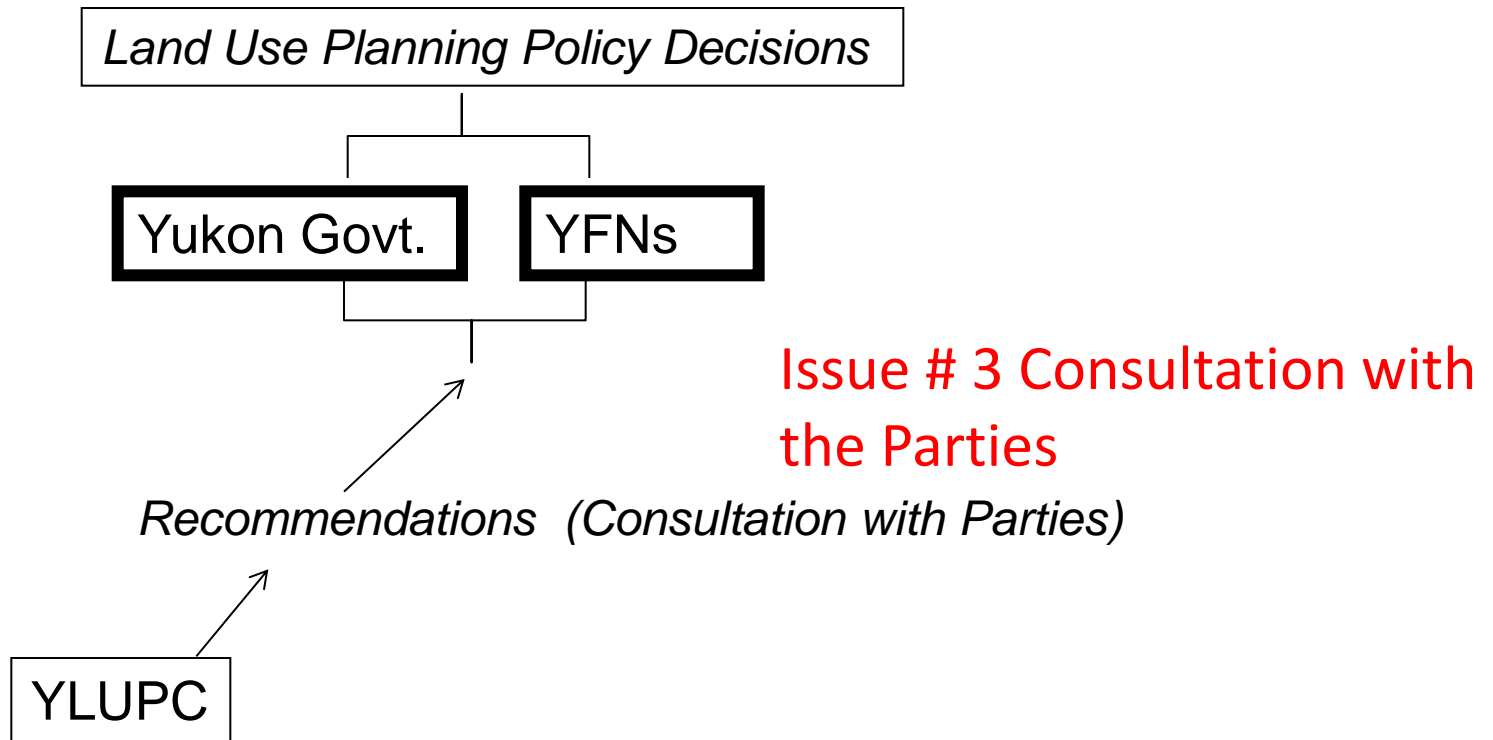 Land Use Planning Policy Decisions
Yukon Govt.
YFNs
Issue # 3 Consultation with
the Parties
Recommendations (Consultation with Parties)
YLUPC